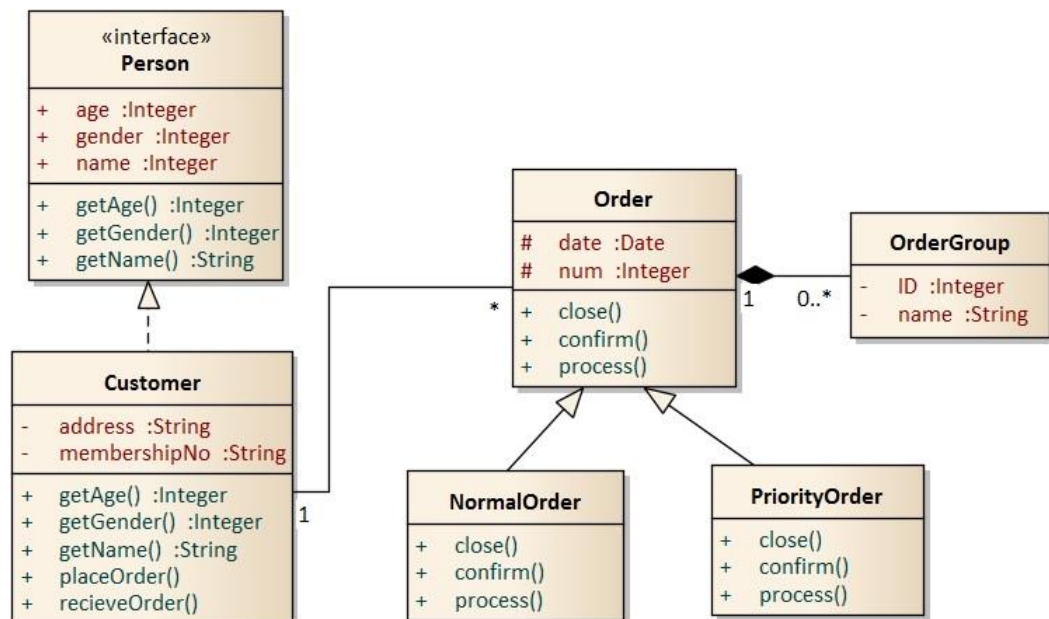 «interface»
Person
+ age :Integer
+ gender :Integer
+ name :Integer
+ getAge() :Integer
+ getGender() :Integer
+ getName() :String
Customer
- address :String
- membershipNo :String
+ getAge() :Integer
+ getGender() :Integer
+ getName() :String
+ placeOrder()
+ recieveOrder()
1
*
Order
# date :Date
# num :Integer
+ close()
+ confirm()
+ process()
1
0..*
OrderGroup
- ID :Integer
- name :String
NormalOrder
+ close()
+ confirm()
+ process()
PriorityOrder
+ close()
+ confirm()
+ process()